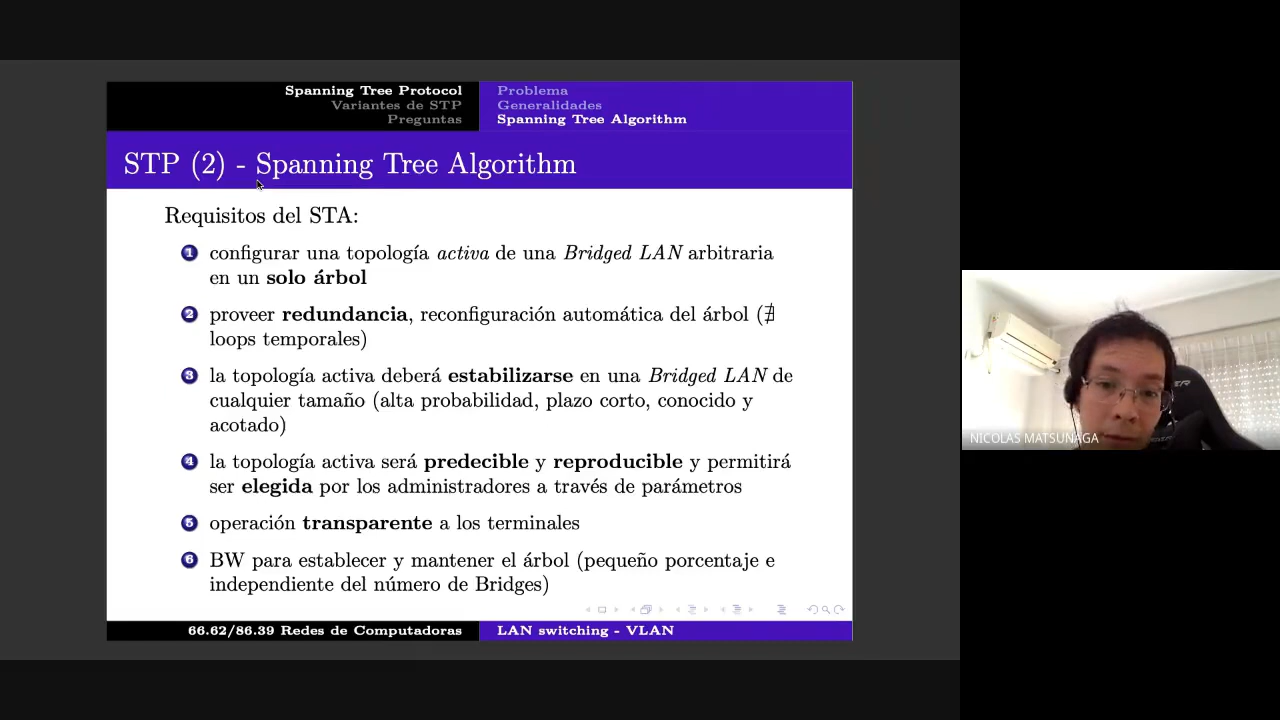 Spanning Tree Protocol
Variantes de STP
Preguntas
Problema
Generalidades
Spanning Tree Algorithm
STP (2) - Spanning Tree Algorithm
Requisitos del STA:
1 configurar una topología activa de una Bridged LAN arbitraria
en un solo árbol
2 proveer redundancia, reconfiguración automática del árbol (∄
loops temporales)
3 la topología activa deberá estabilizarse en una Bridged LAN de
cualquier tamaño (alta probabilidad, plazo corto, conocido y
acotado)
4 la topología activa será predecible y reproducible y permitirá
ser elegida por los administradores a través de parámetros
5 operación transparente a los terminales
6 BW para establecer y mantener el árbol (pequeño porcentaje e
independiente del número de Bridges)
66.62/86.39 Redes de Computadoras
LAN switching - VLAN
NICOLAS MATSUNAGA